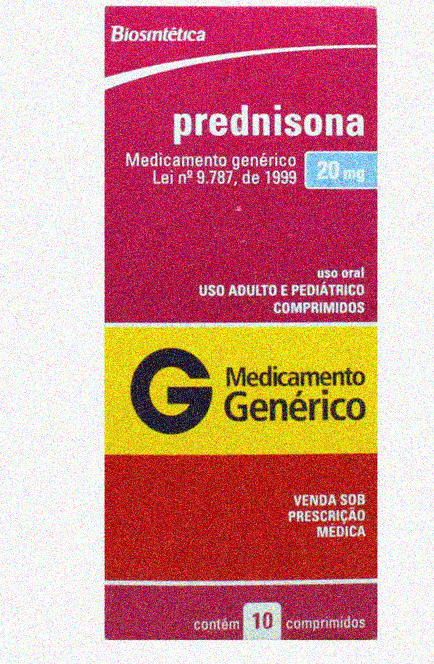 Biosintética
prednisona
Medicamento genérico
Lei nº 9.787, de 1999
20 mg
uso oral
USO ADULTO E PEDIÁTRICO
COMPRIMIDOS
G
Medicamento
Genérico
VENDA SOB
PRESCRIÇÃO
MÉDICA
contém 10 comprimidos